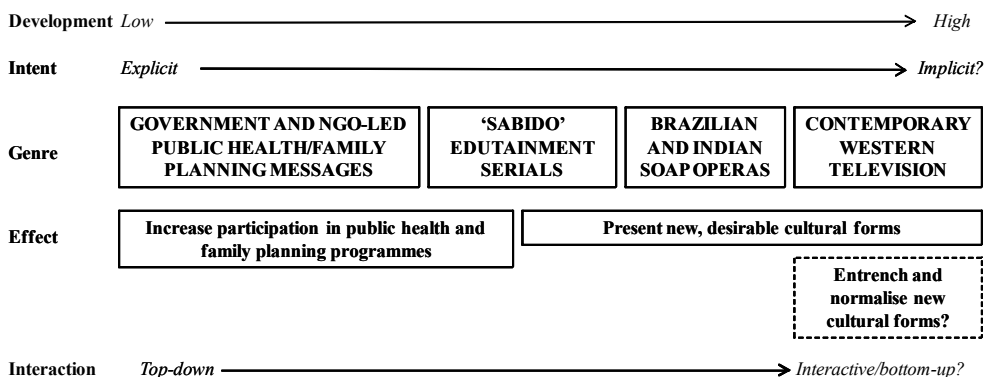 Development Low High
Intent Explicit Implicit?
Genre
GOVERNMENT AND NGO-LED
PUBLIC HEALTH/FAMILY
PLANNING MESSAGES
‘SABIDO’
EDUTAINMENT
SERIALS
BRAZILIAN
AND INDIAN
SOAP OPERAS
CONTEMPORARY
WESTERN
TELEVISION
Effect
Increase participation in public health and
family planning programmes
Present new, desirable cultural forms
Entrench and
normalise new
cultural forms?
Interaction Top-down Interactive/bottom-up?